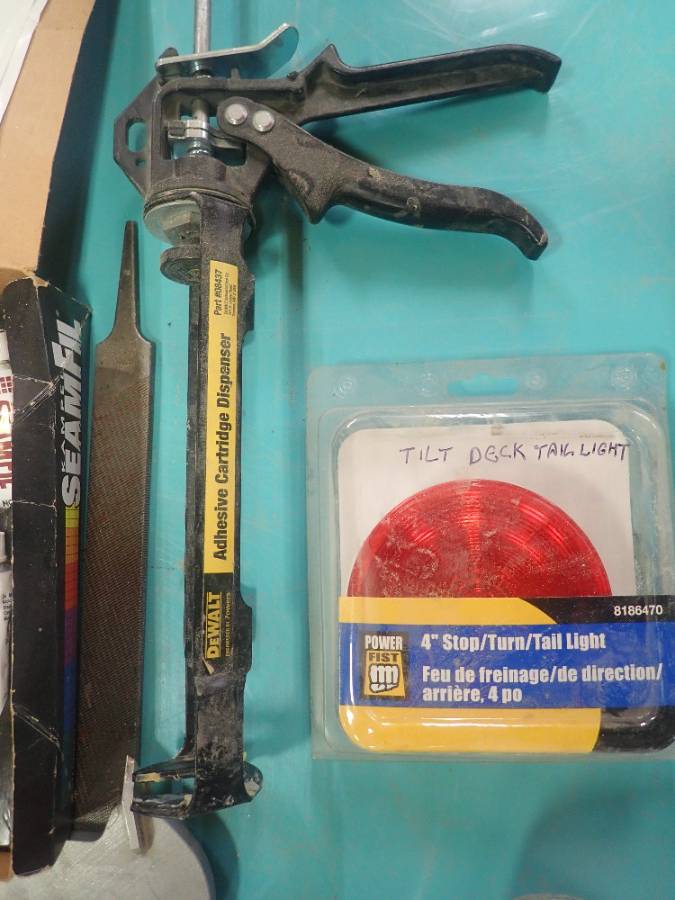 SEAMFIL
Part #08437
Adhesive Cartridge Dispenser
DEWALT
TILT DECK TAIL LIGHT
8186470
POWER
FIST
4" Stop/Turn/Tail Light
Feu de freinage/de direction/
arrière, 4 po